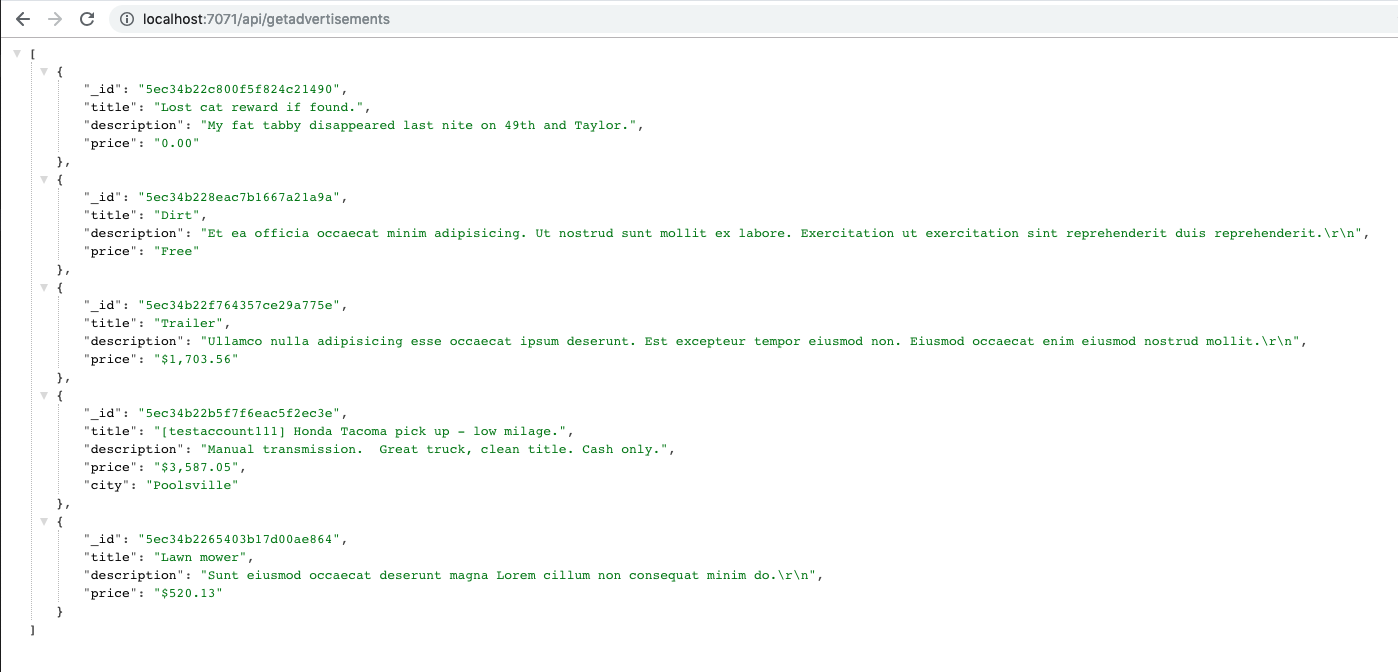 localhost:7071/api/getadvertisements
[
{
"_id": "5ec34b22c800f5f824c21490",
"title": "Lost cat reward if found.",
"description": "My fat tabby disappeared last nite on 49th and Taylor.",
"price": "0.00"
},
{
"_id": "5ec34b228eac7b1667a21a9a",
"title": "Dirt",
"description": "Et ea officia occaecat minim adipisicing. Ut nostrud sunt mollit ex labore. Exercitation ut exercitation sint reprehenderit duis reprehenderit.\r\n",
"price": "Free"
},
{
"_id": "5ec34b22f764357ce29a775e",
"title": "Trailer",
"description": "Ullamco nulla adipisicing esse occaecat ipsum deserunt. Est excepteur tempor eiusmod non. Eiusmod occaecat enim eiusmod nostrud mollit.\r\n",
"price": "$1,703.56"
},
{
"_id": "5ec34b22b5f7f6eac5f2ec3e",
"title": "[testaccount111] Honda Tacoma pick up - low milage.",
"description": "Manual transmission.  Great truck, clean title. Cash only.",
"price": "$3,587.05",
"city": "Poolsville"
},
{
"_id": "5ec34b2265403b17d00ae864",
"title": "Lawn mower",
"description": "Sunt eiusmod occaecat deserunt magna Lorem cillum non consequat minim do.\r\n",
"price": "$520.13"
}
]